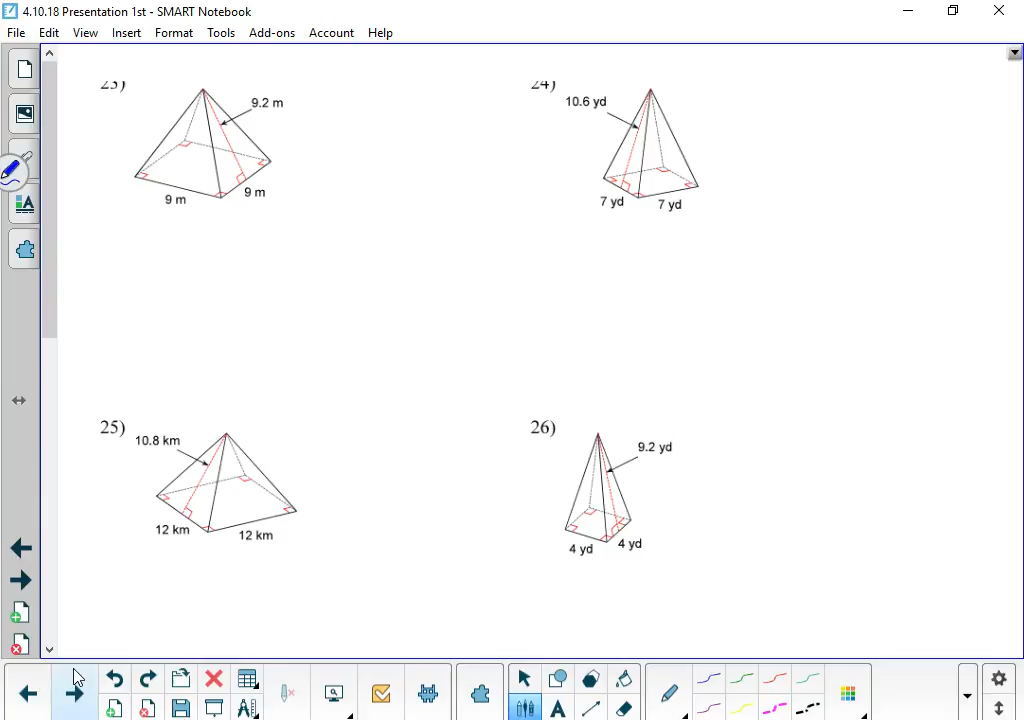 4.10.18 Presentation 1st - SMART Notebook
File Edit View Insert Format Tools Add-ons Account Help
23)
9.2 m
9 m
9 m
24)
10.6 yd
7 yd
7 yd
25)
10.8 km
12 km
12 km
26)
9.2 yd
4 yd
4 yd